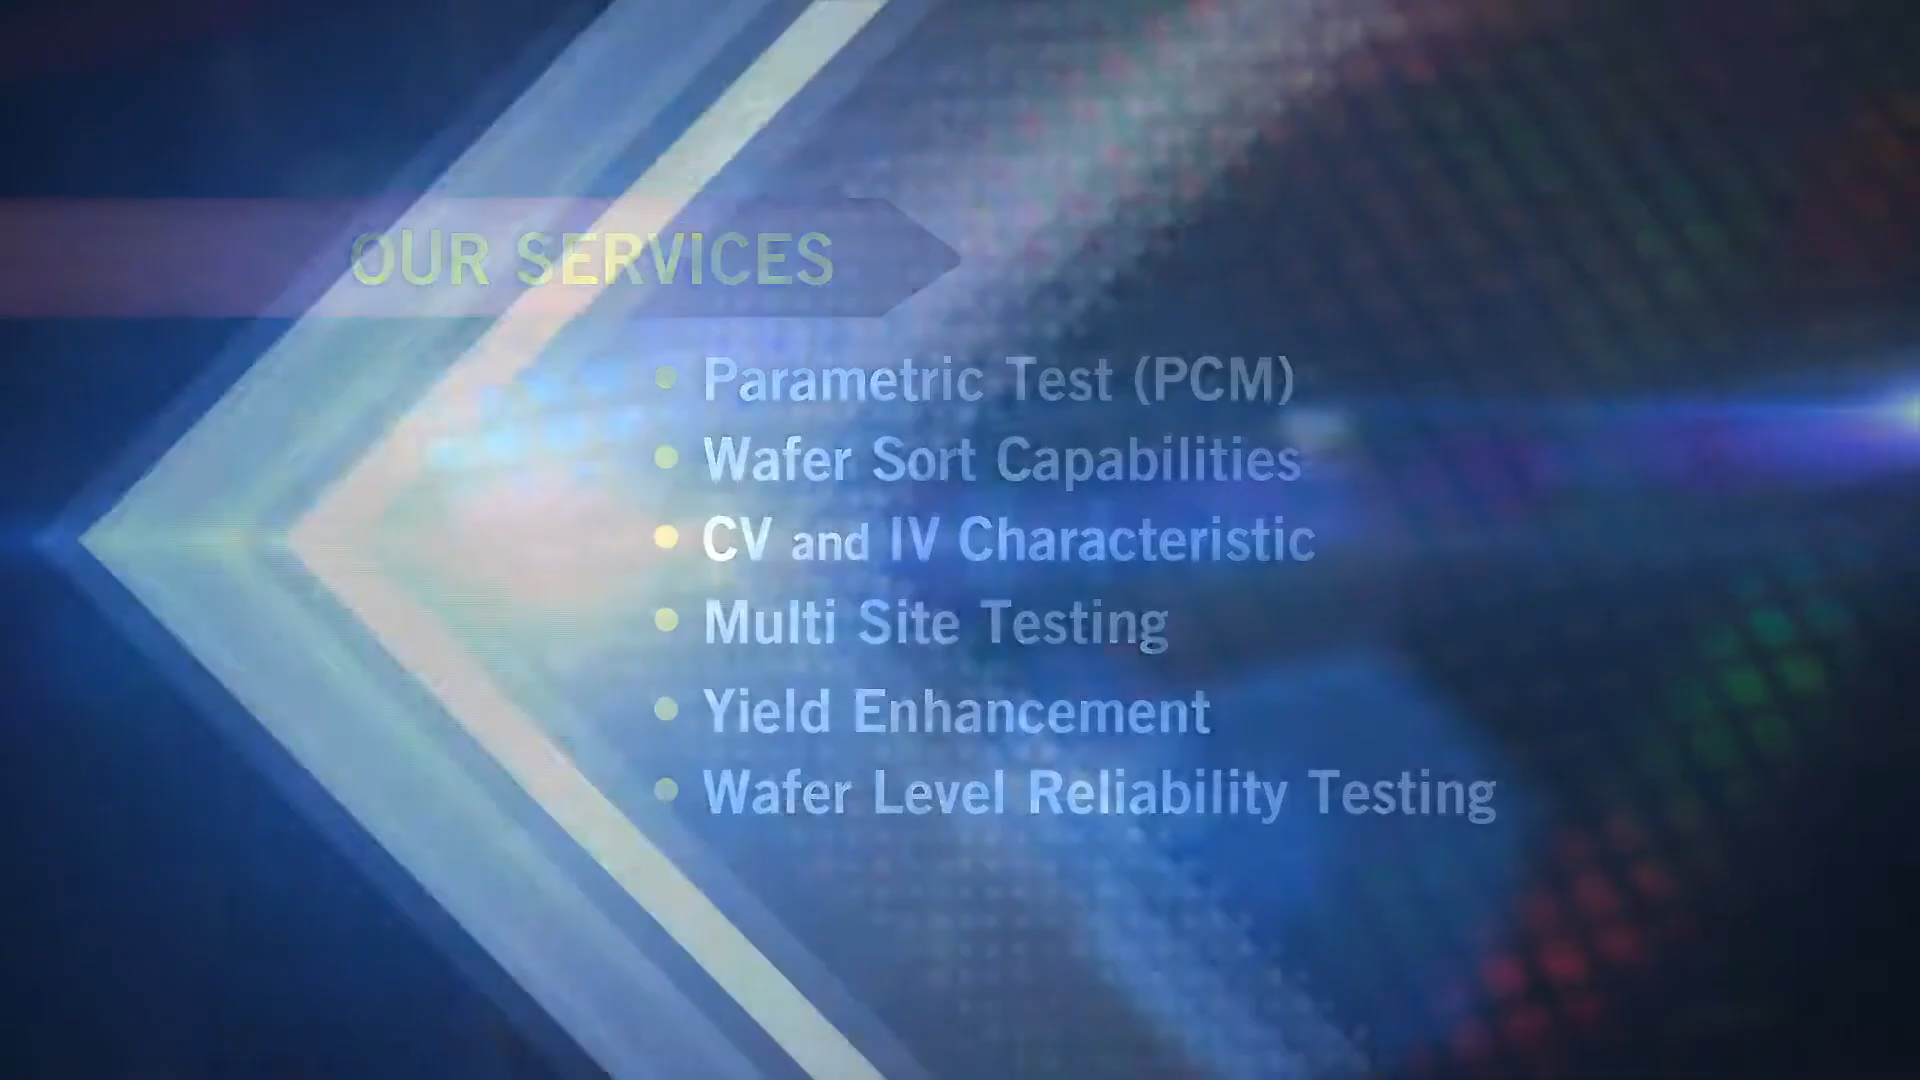 OUR SERVICES
• Parametric Test (PCM)
• Wafer Sort Capabilities
• CV and IV Characteristic
• Multi Site Testing
• Yield Enhancement
• Wafer Level Reliability Testing